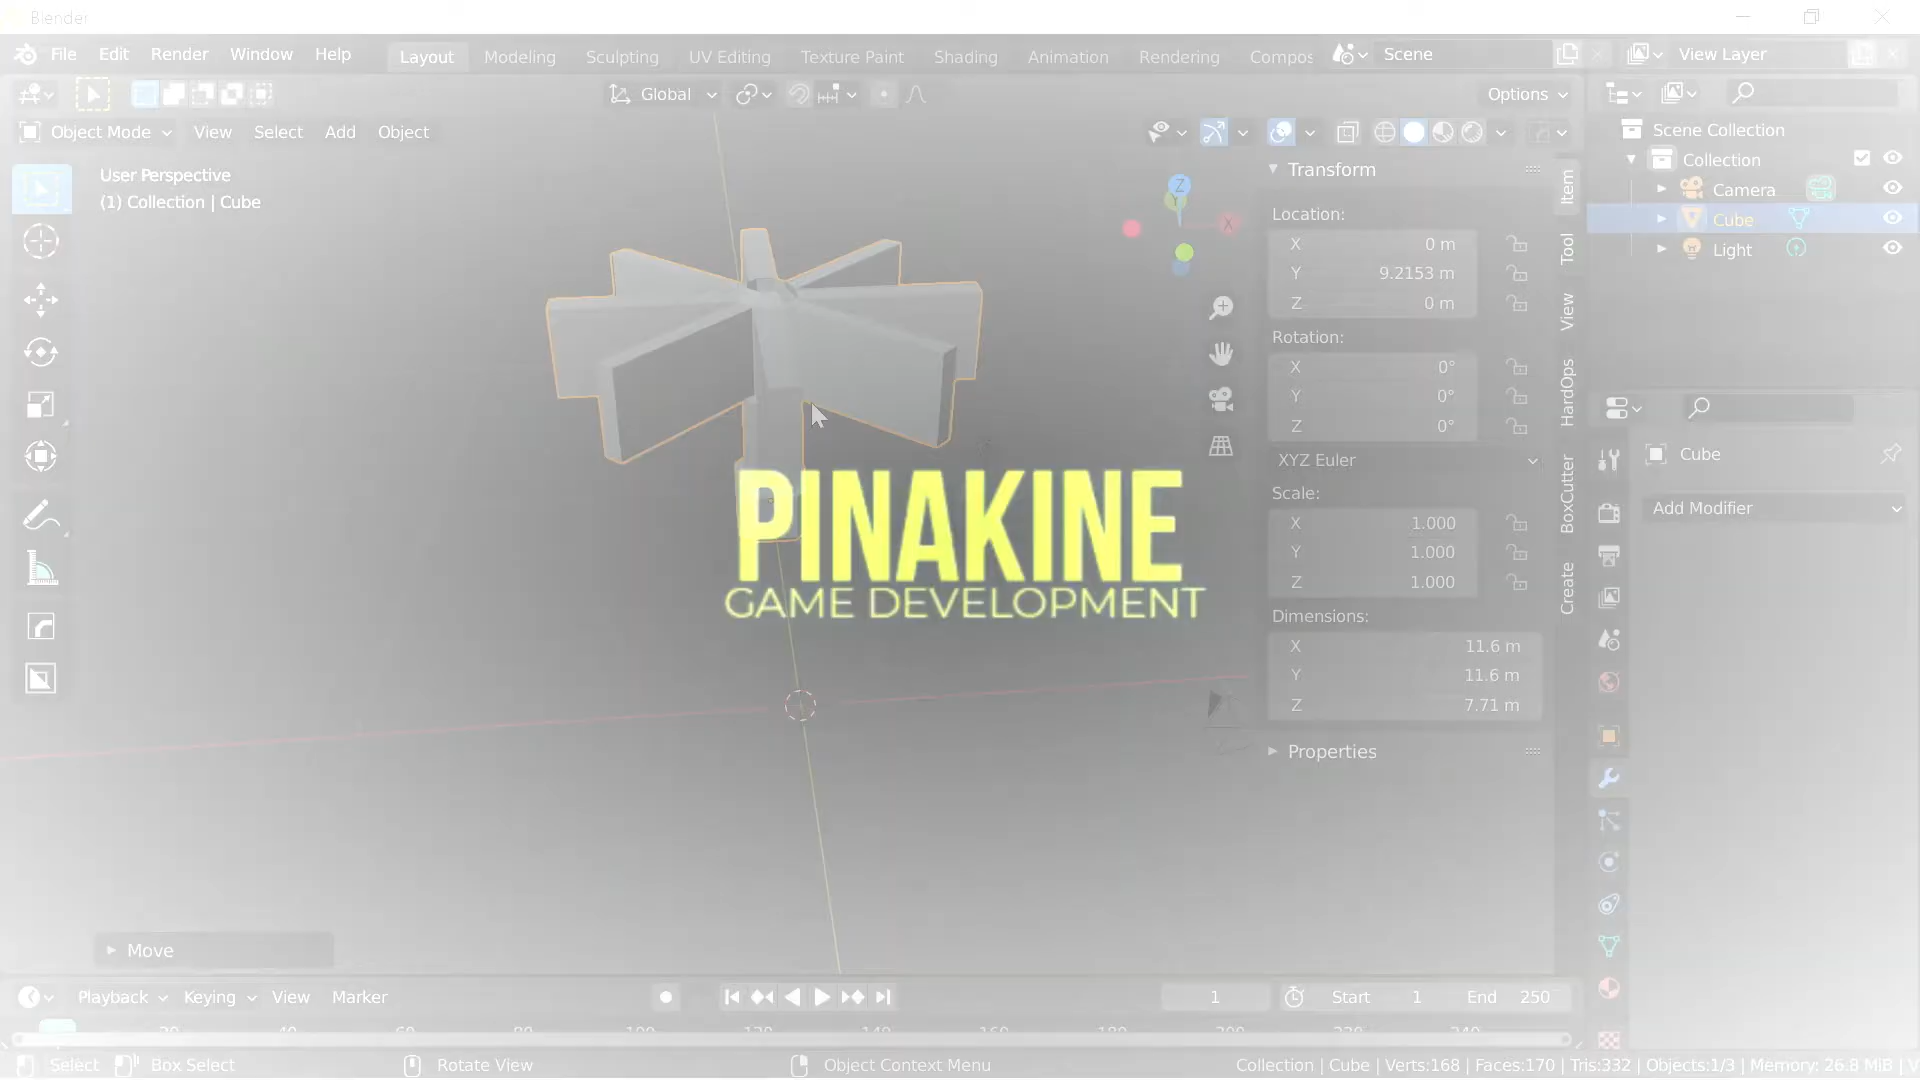 Blender
File Edit Render Window Help Layout Modeling Sculpting UV Editing Texture Paint Shading Animation Rendering Compos Scene View Layer
Global Options
Object Mode View Select Add Object
User Perspective
(1) Collection | Cube
Z
Y
X
Transform
Location:
X 0 m
Y 9.2153 m
Z 0 m
Rotation:
X 0°
Y 0°
Z 0°
XYZ Euler
Scale:
X 1.000
Y 1.000
Z 1.000
Dimensions:
X 11.6 m
Y 11.6 m
Z 7.71 m
Properties
Item
Tool
View
HardOps
BoxCutter
Create
Scene Collection
Collection
Camera
Cube
Light
Cube
Add Modifier
PINAKINE
GAME DEVELOPMENT
Move
Playback Keying View Marker 1 Start 1 End 250
Select Box Select Rotate View Object Context Menu Collection | Cube | Verts:168 | Faces:170 | Tris:332 | Objects:1/3 | Memory: 26.8 MiB | V